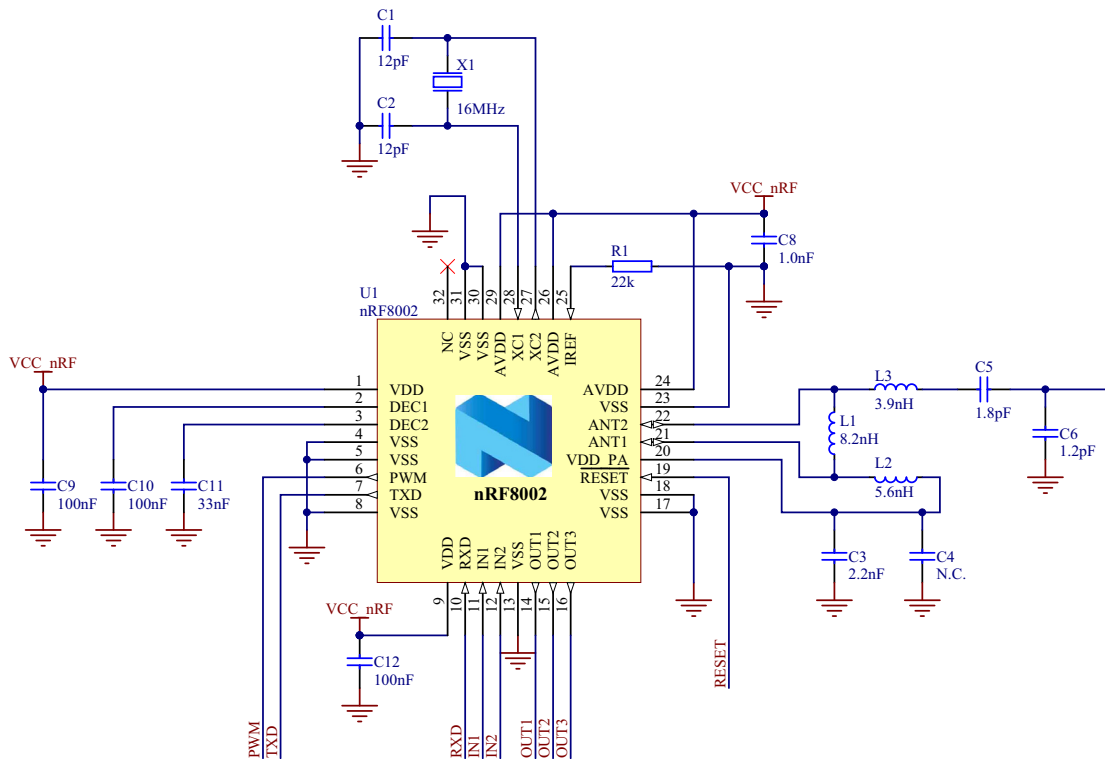 C1
12pF
X1
16MHz
C2
12pF
VCC_nRF
C8
1.0nF
R1
22k
U1
nRF8002
32
31
30
29
28
27
26
25
NC
VSS
VSS
AVDD
XC1
XC2
AVDD
IREF
VCC_nRF
1 VDD
2 DEC1
3 DEC2
4 VSS
5 VSS
6 PWM
7 TXD
8 VSS
AVDD 24
VSS 23
ANT2 22
ANT1 21
VDD_PA 20
RESET 19
VSS 18
VSS 17
nRF8002
L3
3.9nH
C5
1.8pF
L1
8.2nH
C6
1.2pF
L2
5.6nH
C3
2.2nF
C4
N.C.
C9
100nF
C10
100nF
C11
33nF
VDD
RXD
IN1
IN2
VSS
OUT1
OUT2
OUT3
9
10
11
12
13
14
15
16
VCC_nRF
C12
100nF
PWM
TXD
RXD
IN1
IN2
OUT1
OUT2
OUT3
RESET